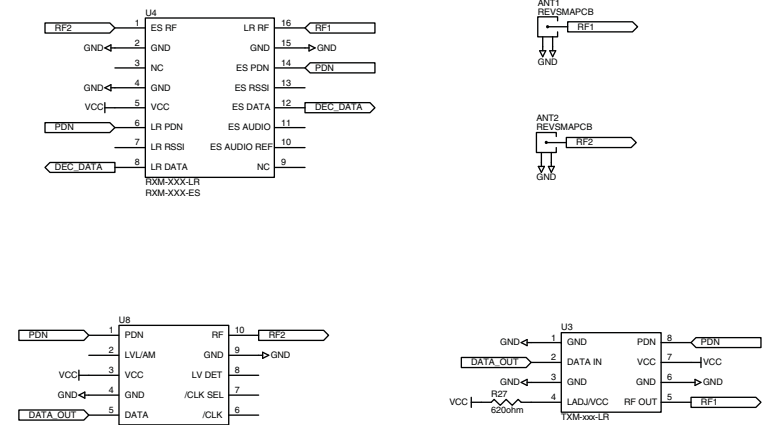 U4
RF2 1 ES RF LR RF 16 RF1
GND 2 GND GND 15 GND
3 NC ES PDN 14 PDN
GND 4 GND ES RSSI 13
VCC 5 VCC ES DATA 12 DEC_DATA
PDN 6 LR PDN ES AUDIO 11
7 LR RSSI ES AUDIO REF 10
DEC_DATA 8 LR DATA NC 9
RXM-XXX-LR
RXM-XXX-ES
ANT1
REVSMAPCB
RF1
GND
ANT2
REVSMAPCB
RF2
GND
U8
PDN 1 PDN RF 10 RF2
2 LVL/AM GND 9 GND
VCC 3 VCC LV DET 8
GND 4 GND /CLK SEL 7
DATA_OUT 5 DATA /CLK 6
U3
GND 1 GND PDN 8 PDN
DATA_OUT 2 DATA IN VCC 7 VCC
GND 3 GND GND 6 GND
VCC R27 620ohm 4 LADJ/VCC RF OUT 5 RF1
TXM-xxx-LR